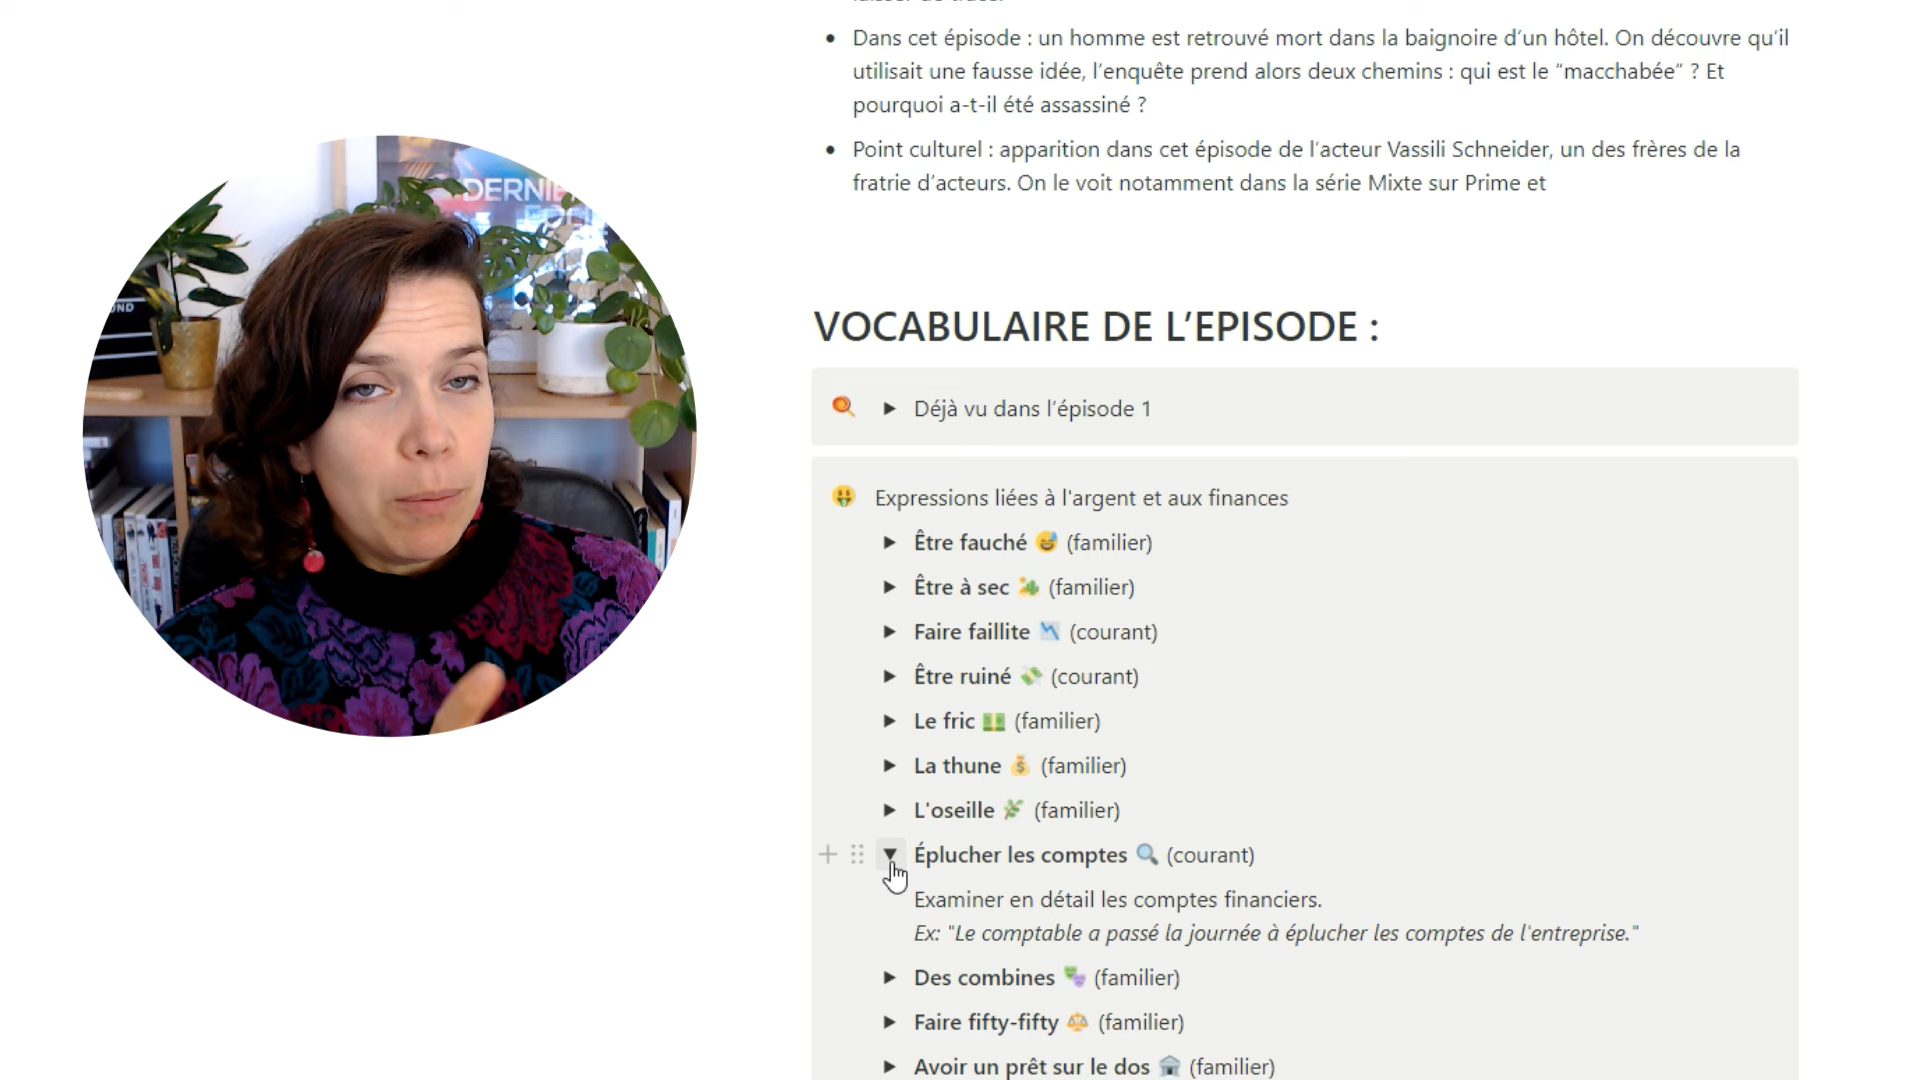 Dans cet épisode : un homme est retrouvé mort dans la baignoire d'un hôtel. On découvre qu'il
utilisait une fausse idée, l'enquête prend alors deux chemins : qui est le “macchabée” ? Et
pourquoi a-t-il été assassiné ?
Point culturel : apparition dans cet épisode de l'acteur Vassili Schneider, un des frères de la
fratrie d'acteurs. On le voit notamment dans la série Mixte sur Prime et
DERNIE
VOCABULAIRE DE L'EPISODE :
Déjà vu dans l'épisode 1
Expressions liées à l'argent et aux finances
Être fauché 😅 (familier)
Être à sec 🏜️ (familier)
Faire faillite 📉 (courant)
Être ruiné 💸 (courant)
Le fric 💵 (familier)
La thune 💰 (familier)
L'oseille 🌿 (familier)
Éplucher les comptes 🔍 (courant)
Examiner en détail les comptes financiers.
Ex: "Le comptable a passé la journée à éplucher les comptes de l'entreprise."
Des combines 🎭 (familier)
Faire fifty-fifty ⚖️ (familier)
Avoir un prêt sur le dos 🏦 (familier)